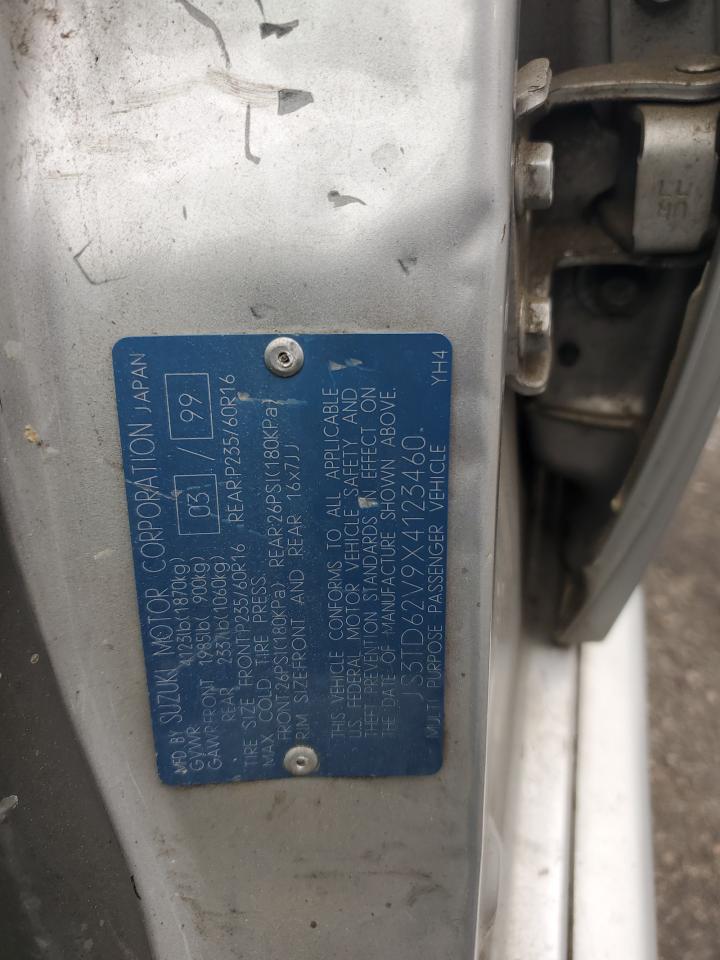 MFD BY SUZUKI MOTOR CORPORATION JAPAN
GVWR 4123lb(1870kg)
GAWR FRONT 1985lb( 900kg) 03 / 99
REAR 2337lb(1060kg)
TIRE SIZE FRONT:P235/60R16 REAR:P235/60R16
MAX COLD TIRE PRESS.
FRONT:26PSI(180KPa) REAR:26PSI(180KPa)
RIM SIZE:FRONT AND REAR 16x7JJ
THIS VEHICLE CONFORMS TO ALL APPLICABLE
U.S. FEDERAL MOTOR VEHICLE SAFETY AND
THEFT PREVENTION STANDARDS IN EFFECT ON
THE DATE OF MANUFACTURE SHOWN ABOVE.
JS3TD62V9X4123460
MULTI PURPOSE PASSENGER VEHICLE YH4